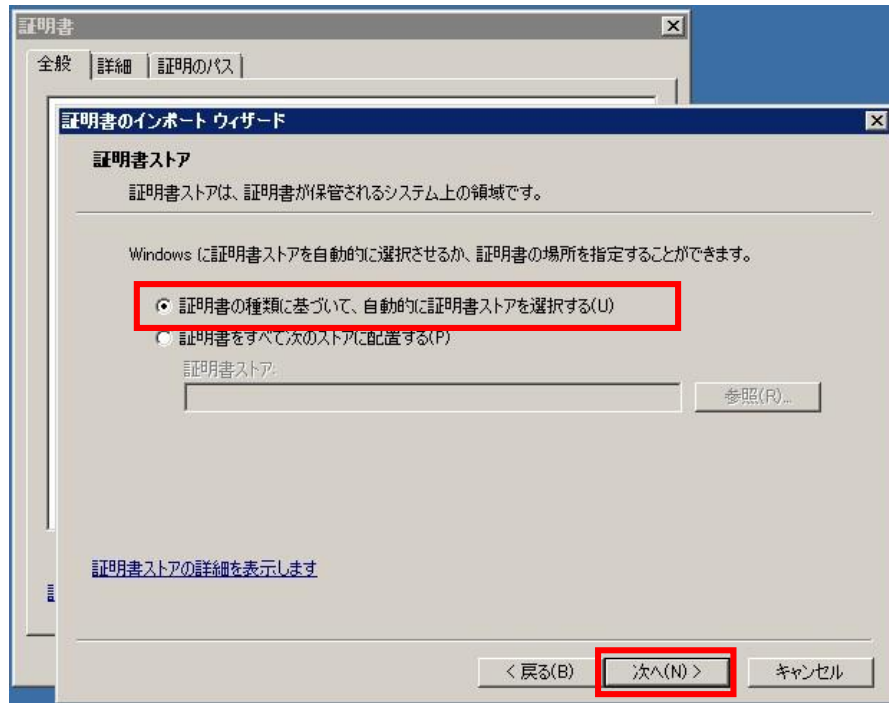 証明書
全般 詳細 証明のパス
証明書のインポート ウィザード
証明書ストア
証明書ストアは、証明書が保管されるシステム上の領域です。
Windows に証明書ストアを自動的に選択させるか、証明書の場所を指定することができます。
証明書の種類に基づいて、自動的に証明書ストアを選択する(U)
証明書をすべて次のストアに配置する(P)
証明書ストア:
参照(R)...
証明書ストアの詳細を表示します
< 戻る(B) 次へ(N) > キャンセル